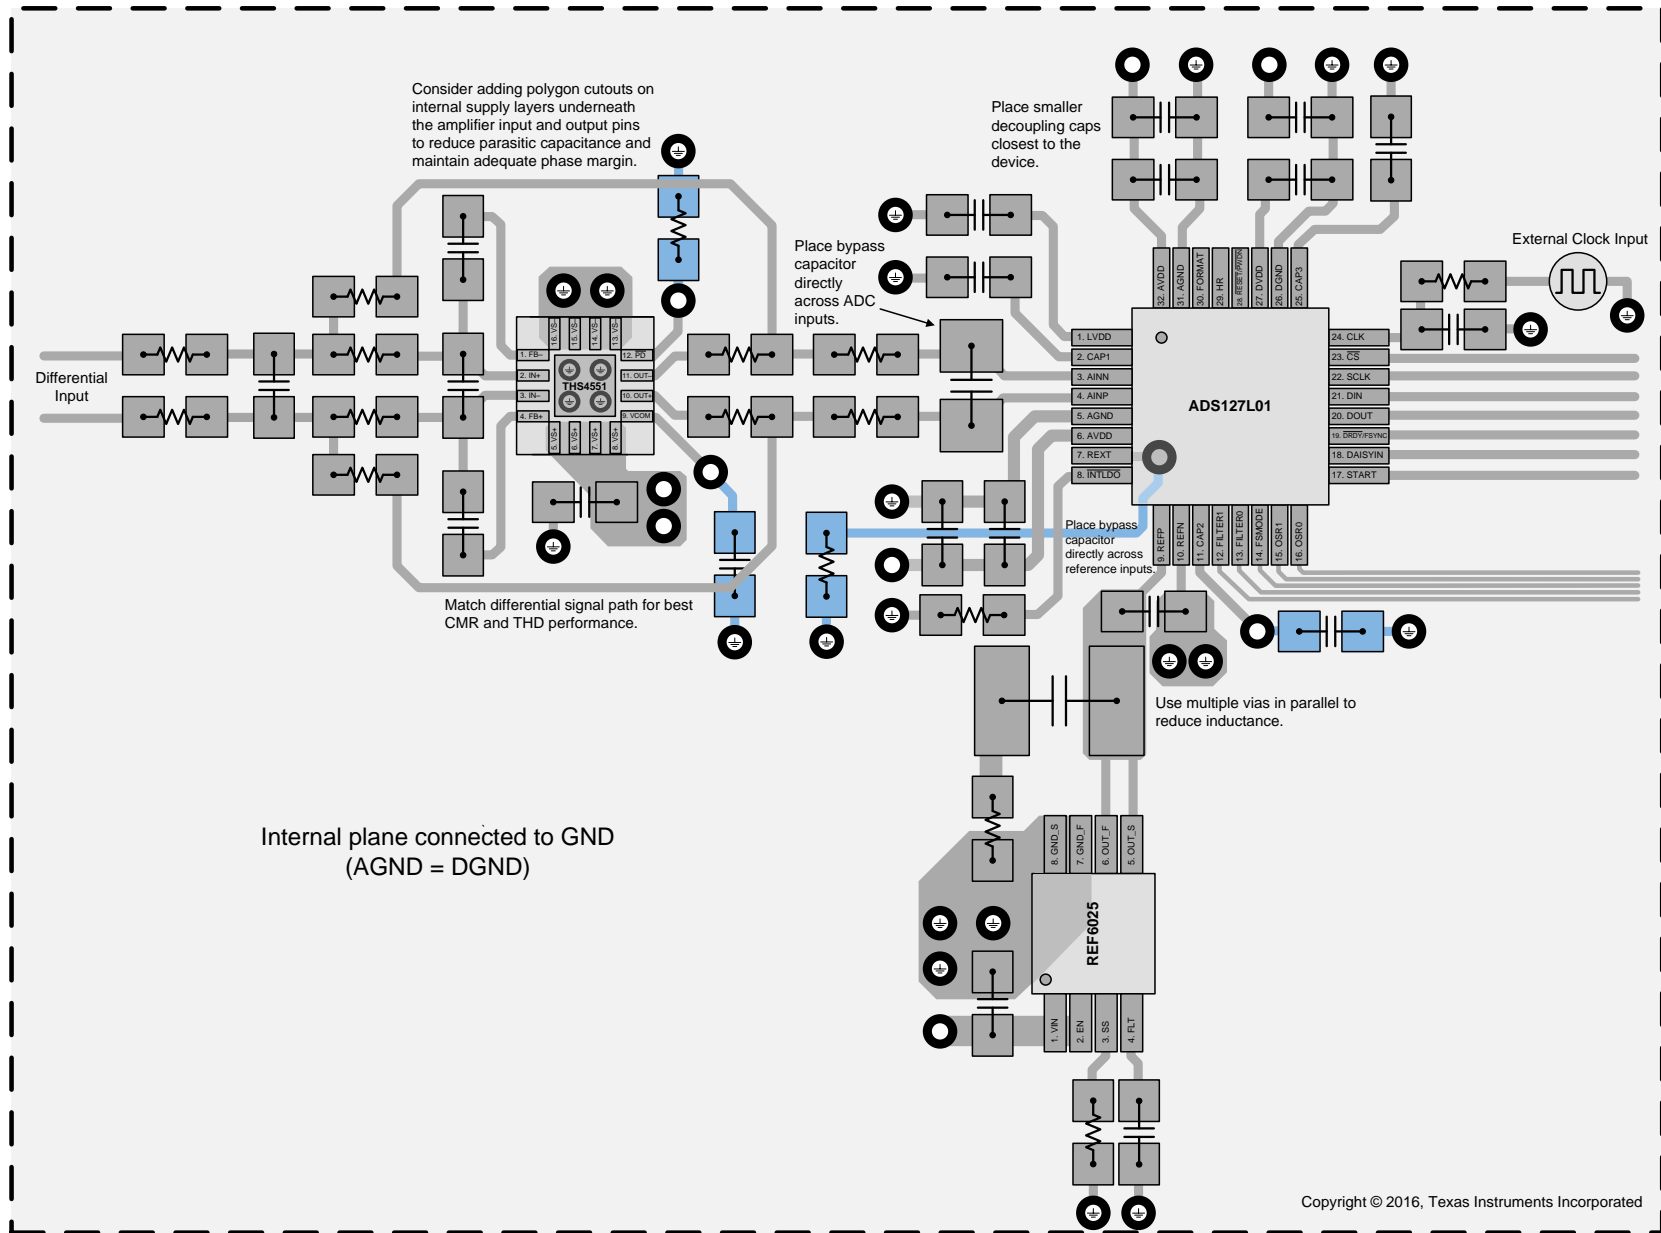 Consider adding polygon cutouts on
internal supply layers underneath
the amplifier input and output pins
to reduce parasitic capacitance and
maintain adequate phase margin.
Place smaller
decoupling caps
closest to the
device.
Place bypass
capacitor
directly
across ADC
inputs.
External Clock Input
Differential
Input
16. VS-
15. VS-
14. VS-
13. VS-
1. FB–
2. IN+
3. IN–
4. FB+
THS4551
12. PD
11. OUT–
10. OUT+
9. VCOM
5. VS+
6. VS+
7. VS+
8. VS+
32. AVDD
31. AGND
30. FORMAT
29. HR
28. RESET/PWDN
27. DVDD
26. DGND
25. CAP3
1. LVDD
2. CAP1
3. AINN
4. AINP
5. AGND
6. AVDD
7. REXT
8. INTLDO
ADS127L01
24. CLK
23. CS
22. SCLK
21. DIN
20. DOUT
19. DRDY/FSYNC
18. DAISYIN
17. START
9. REFP
10. REFN
11. CAP2
12. FILTER1
13. FILTER0
14. FSMODE
15. OSR1
16. OSR0
Place bypass
capacitor
directly across
reference inputs.
Match differential signal path for best
CMR and THD performance.
Use multiple vias in parallel to
reduce inductance.
Internal plane connected to GND
(AGND = DGND)
8. GND_S
7. GND_F
6. OUT_F
5. OUT_S
REF6025
1. VIN
2. EN
3. SS
4. FLT
Copyright © 2016, Texas Instruments Incorporated